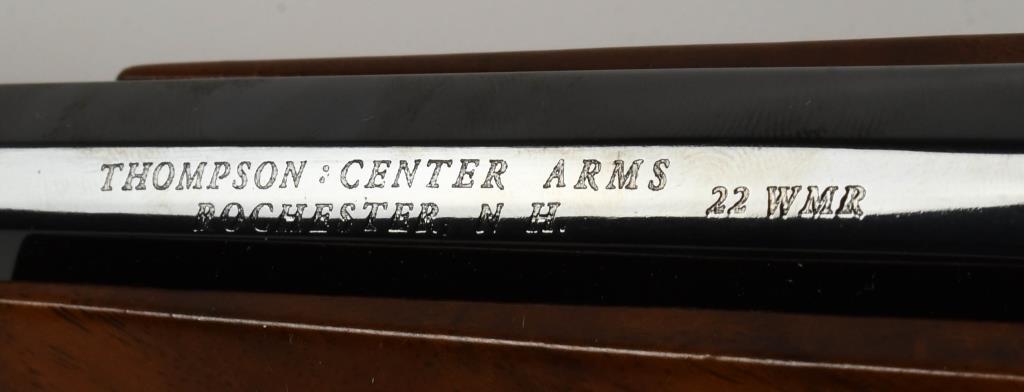 THOMPSON : CENTER ARMS
ROCHESTER, N. H.
22 WMR